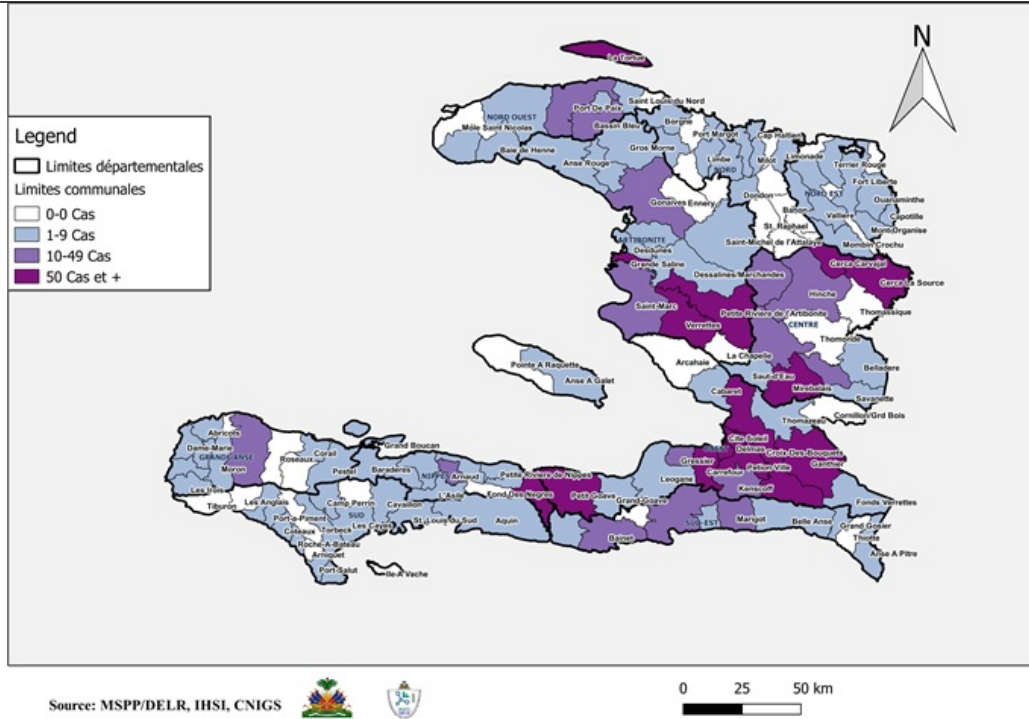 N
Legend
Limites départementales
Limites communales
0-0 Cas
1-9 Cas
10-49 Cas
50 Cas et +
La Tortue
Port De Paix
Saint Louis du Nord
NORD OUEST
Môle Saint Nicolas
Bassin Bleu
Borgne
Port Margot
Cap Haïtien
Baie de Henne
Gros Morne
Anse Rouge
Limbe
NORD
Milot
Limonade
Terrier Rouge
Fort Liberte
NORD EST
Ouanaminthe
Gonaives
Ennery
Dondon
Bahon
Valliere
Capotille
Mont-Organise
St. Raphael
Saint-Michel de l'Attalaye
Mombin Crochu
ARTIBONITE
Desdunes
Grande Saline
Dessalines/Marchandes
Cerca Carvajal
Cerca La Source
Hinche
Saint-Marc
Petite Rivière de l'Artibonite
Thomassique
Verrettes
CENTRE
Thomonde
La Chapelle
Arcahaie
Belladere
Pointe A Raquette
Anse A Galet
Saut d'Eau
Mirebalais
Cabaret
Savanette
Cornillon/Grd Bois
Thomazeau
Abricots
Dame-Marie
GRANDE ANSE
Moron
Roseaux
Corail
Pestel
Grand Boucan
Baraderes
NIPPES
Arnaud
Petite Rivière de Nippes
Cite Soleil
Delmas
Croix-Des-Bouquets
Gressier
Carrefour
Petion-Ville
Ganthier
Kenscoff
Leogane
Les Irois
Tiburon
Les Anglais
Camp Perrin
Cavaillon
L'Asile
Fond Des Negres
Petit Goave
Grand-Goave
Fonds Verrettes
Port-a-Piment
SUD
Coteaux
Torbeck
Les Cayes
St. Louis du Sud
Aquin
Bainet
SUD-EST
Marigot
Belle Anse
Grand Gosier
Thiotte
Anse A Pitre
Roche-A-Bateau
Arniquet
Port-Salut
Ile A Vache
Source: MSPP/DELR, IHSI, CNIGS
0 25 50 km